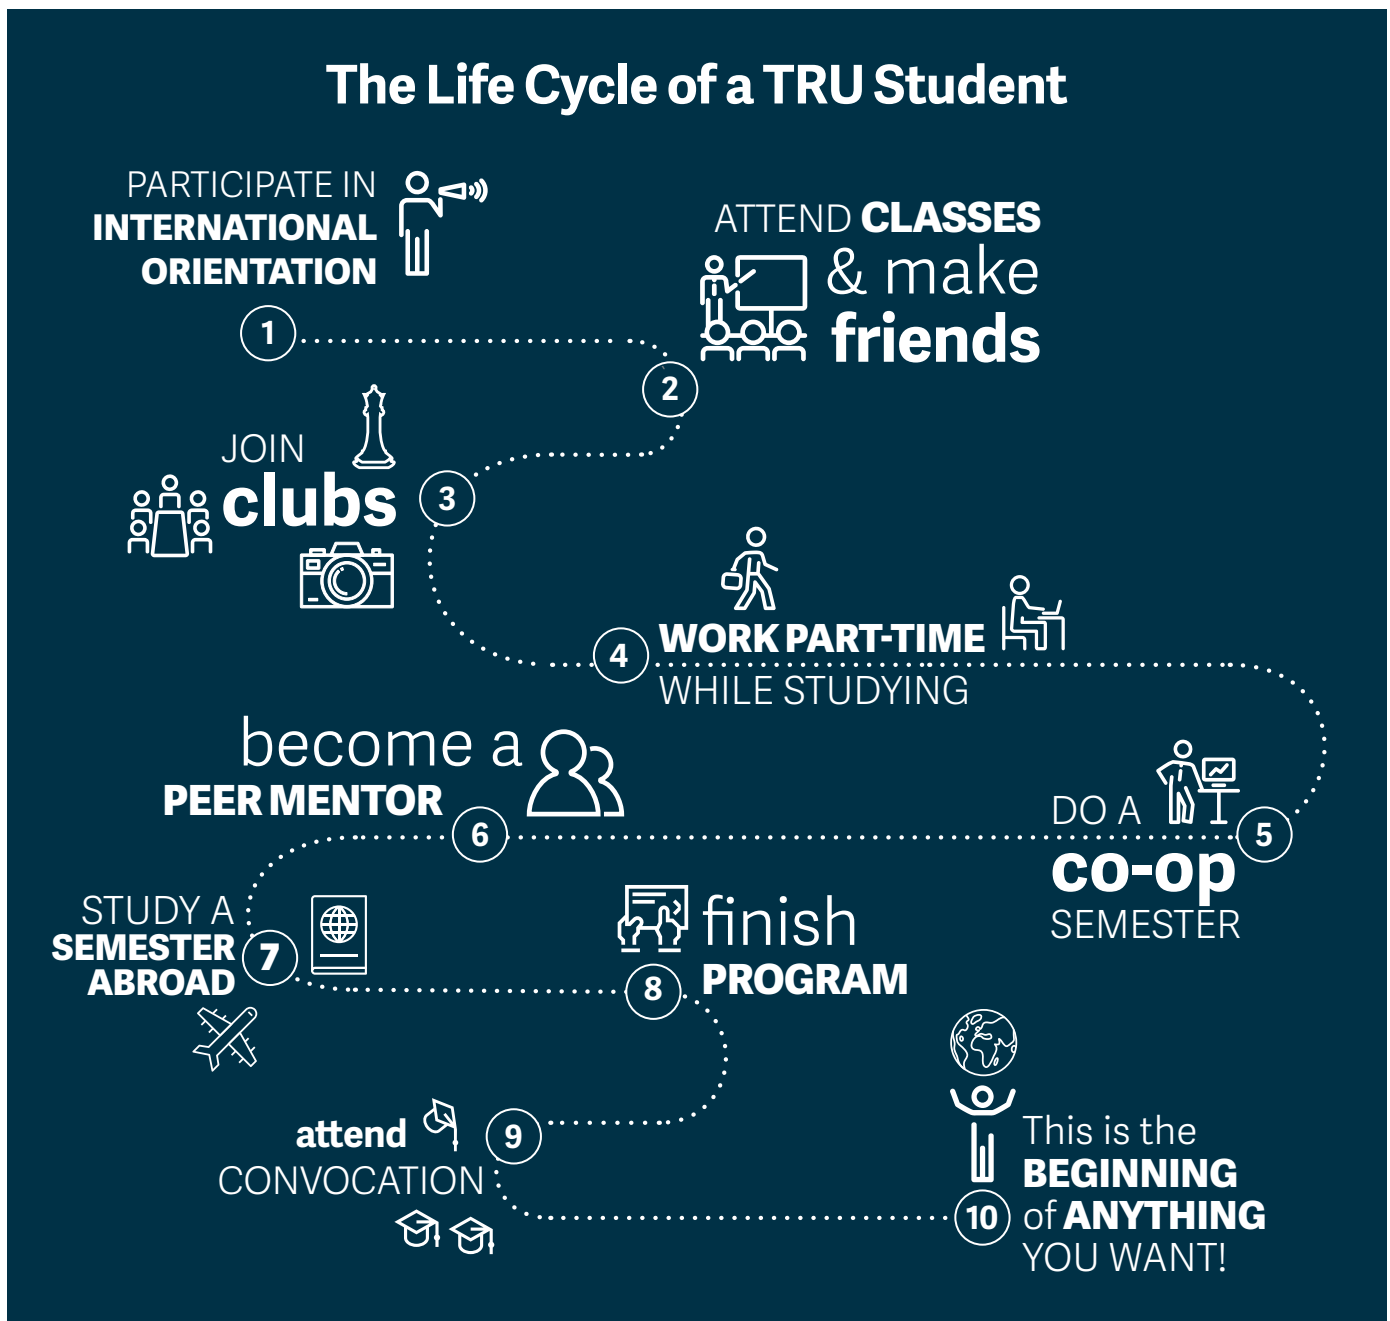 The Life Cycle of a TRU Student
PARTICIPATE IN
INTERNATIONAL
ORIENTATION
1
ATTEND CLASSES
& make
friends
2
JOIN
clubs
3
4
WORK PART-TIME
WHILE STUDYING
DO A
co-op
SEMESTER
5
become a
PEER MENTOR
6
STUDY A
SEMESTER
ABROAD
7
finish
PROGRAM
8
attend
CONVOCATION
9
10
This is the
BEGINNING
of ANYTHING
YOU WANT!